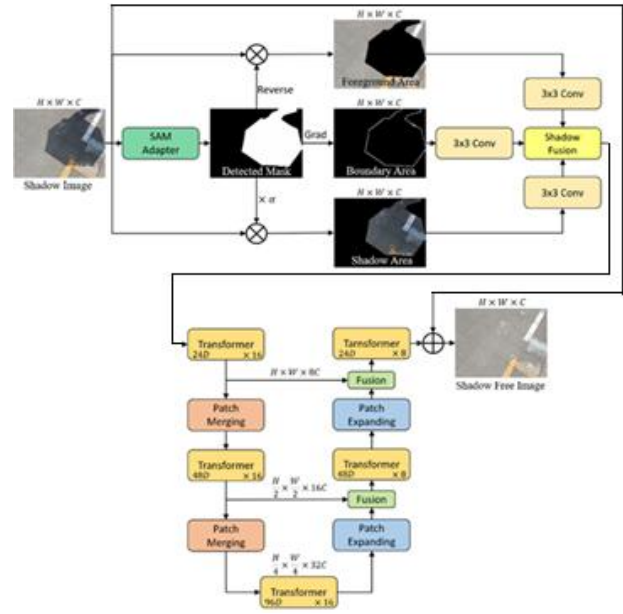 H × W × C
Foreground Area
3x3 Conv
Reverse
H × W × C
Shadow Image
SAM
Adapter
Detected Mask
Grad
H × W × C
Boundary Area
3x3 Conv
Shadow
Fusion
× α
3x3 Conv
H × W × C
Shadow Area
H × W × C
Shadow Free Image
Transformer
24D × 16
Tarnsformer
24D × 8
H × W × 8C
Fusion
Patch
Merging
Patch
Expanding
Transformer
48D × 16
Transformer
48D × 8
H/2 × W/2 × 16C
Fusion
Patch
Merging
Patch
Expanding
H/4 × W/4 × 32C
Transformer
96D × 16